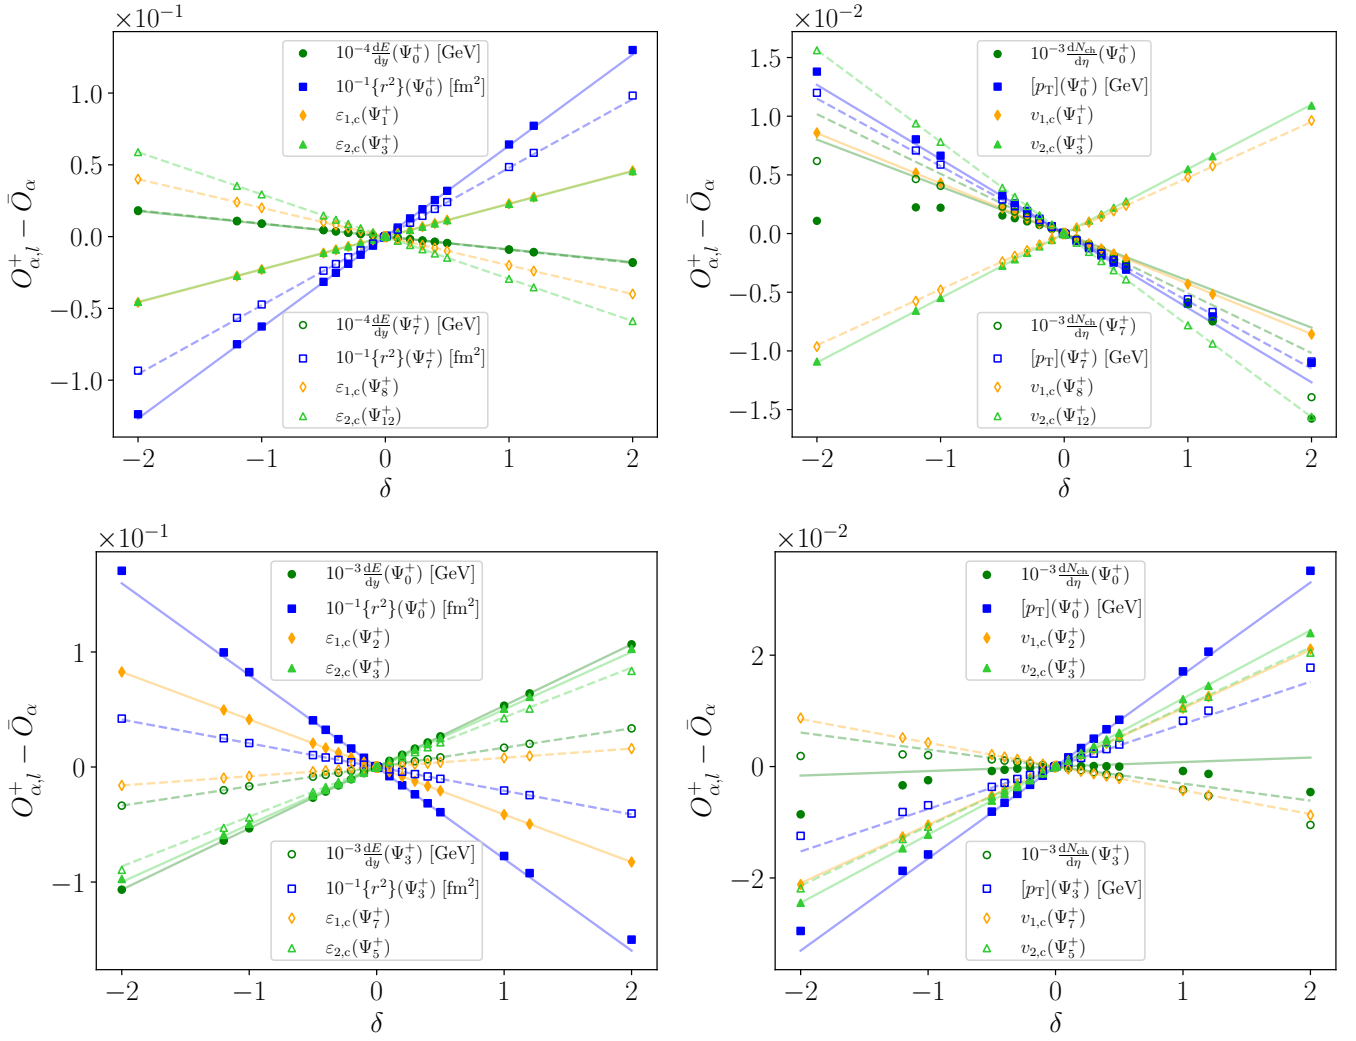 ×10⁻¹
10⁻⁴ dE/dy (Ψ₀⁺) [GeV]
10⁻¹{r²}(Ψ₀⁺) [fm²]
ε₁,c(Ψ₁⁺)
ε₂,c(Ψ₃⁺)
1.0
0.5
0.0
−0.5
−1.0
O⁺α,l − Ōα
10⁻⁴ dE/dy (Ψ₇⁺) [GeV]
10⁻¹{r²}(Ψ₇⁺) [fm²]
ε₁,c(Ψ₈⁺)
ε₂,c(Ψ₁₂⁺)
−2 −1 0 1 2
δ
×10⁻²
10⁻³ dNch/dη (Ψ₀⁺)
[pT](Ψ₀⁺) [GeV]
v₁,c(Ψ₁⁺)
v₂,c(Ψ₃⁺)
1.5
1.0
0.5
0.0
−0.5
−1.0
−1.5
O⁺α,l − Ōα
10⁻³ dNch/dη (Ψ₇⁺)
[pT](Ψ₇⁺) [GeV]
v₁,c(Ψ₈⁺)
v₂,c(Ψ₁₂⁺)
−2 −1 0 1 2
δ
×10⁻¹
10⁻³ dE/dy (Ψ₀⁺) [GeV]
10⁻¹{r²}(Ψ₀⁺) [fm²]
ε₁,c(Ψ₂⁺)
ε₂,c(Ψ₃⁺)
1
0
−1
O⁺α,l − Ōα
10⁻³ dE/dy (Ψ₃⁺) [GeV]
10⁻¹{r²}(Ψ₃⁺) [fm²]
ε₁,c(Ψ₇⁺)
ε₂,c(Ψ₅⁺)
−2 −1 0 1 2
δ
×10⁻²
10⁻³ dNch/dη (Ψ₀⁺)
[pT](Ψ₀⁺) [GeV]
v₁,c(Ψ₂⁺)
v₂,c(Ψ₃⁺)
2
0
−2
O⁺α,l − Ōα
10⁻³ dNch/dη (Ψ₃⁺)
[pT](Ψ₃⁺) [GeV]
v₁,c(Ψ₇⁺)
v₂,c(Ψ₅⁺)
−2 −1 0 1 2
δ